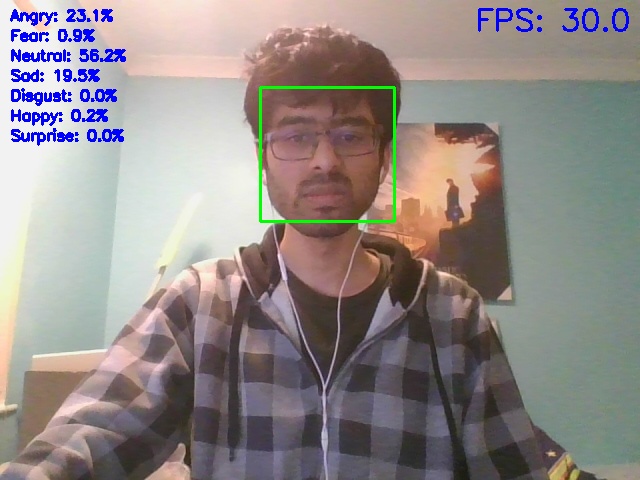 Angry: 23.1%
FPS: 30.0
Fear: 0.9%
Neutral: 56.2%
Sad: 19.5%
Disgust: 0.0%
Happy: 0.2%
Surprise: 0.0%